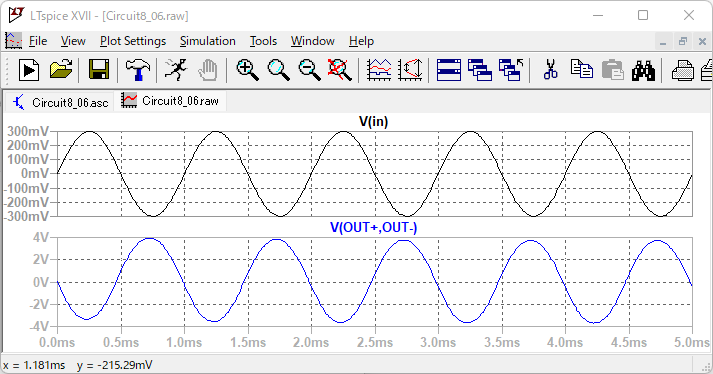 LTspice XVII - [Circuit8_06.raw]
File View Plot Settings Simulation Tools Window Help
Circuit8_06.asc Circuit8_06.raw
V(in)
300mV
200mV
100mV
0mV
-100mV
-200mV
-300mV
V(OUT+,OUT-)
4V
2V
0V
-2V
-4V
0.0ms 0.5ms 1.0ms 1.5ms 2.0ms 2.5ms 3.0ms 3.5ms 4.0ms 4.5ms 5.0ms
x = 1.181ms y = -215.29mV